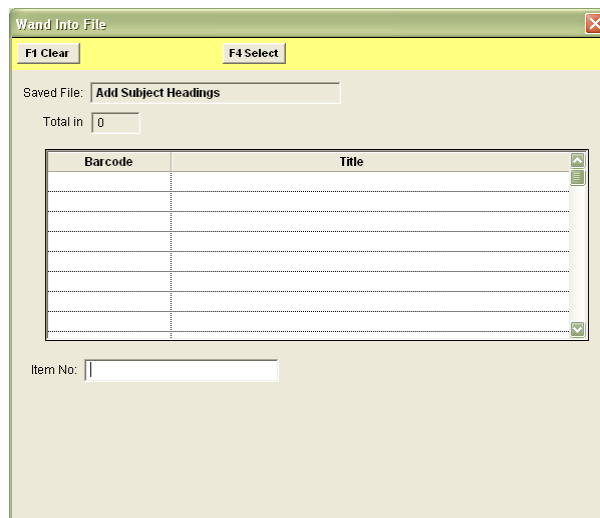 Wand Into File
F1 Clear F4 Select
Saved File: Add Subject Headings
Total in 0
Barcode Title
Item No: